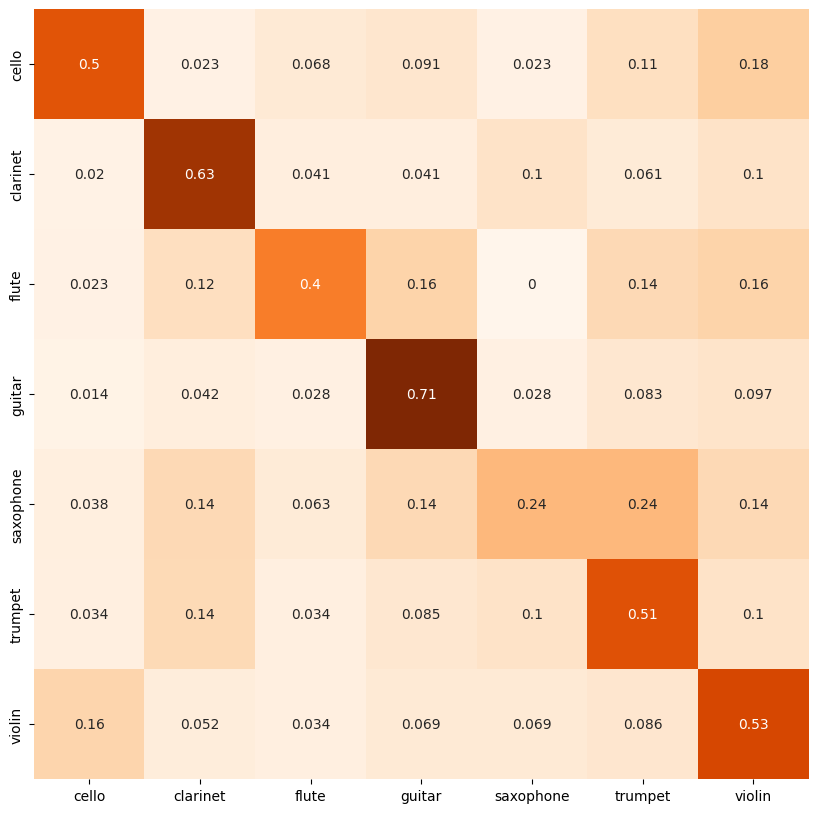 cello 0.5 0.023 0.068 0.091 0.023 0.11 0.18
clarinet 0.02 0.63 0.041 0.041 0.1 0.061 0.1
flute 0.023 0.12 0.4 0.16 0 0.14 0.16
guitar 0.014 0.042 0.028 0.71 0.028 0.083 0.097
saxophone 0.038 0.14 0.063 0.14 0.24 0.24 0.14
trumpet 0.034 0.14 0.034 0.085 0.1 0.51 0.1
violin 0.16 0.052 0.034 0.069 0.069 0.086 0.53
cello clarinet flute guitar saxophone trumpet violin